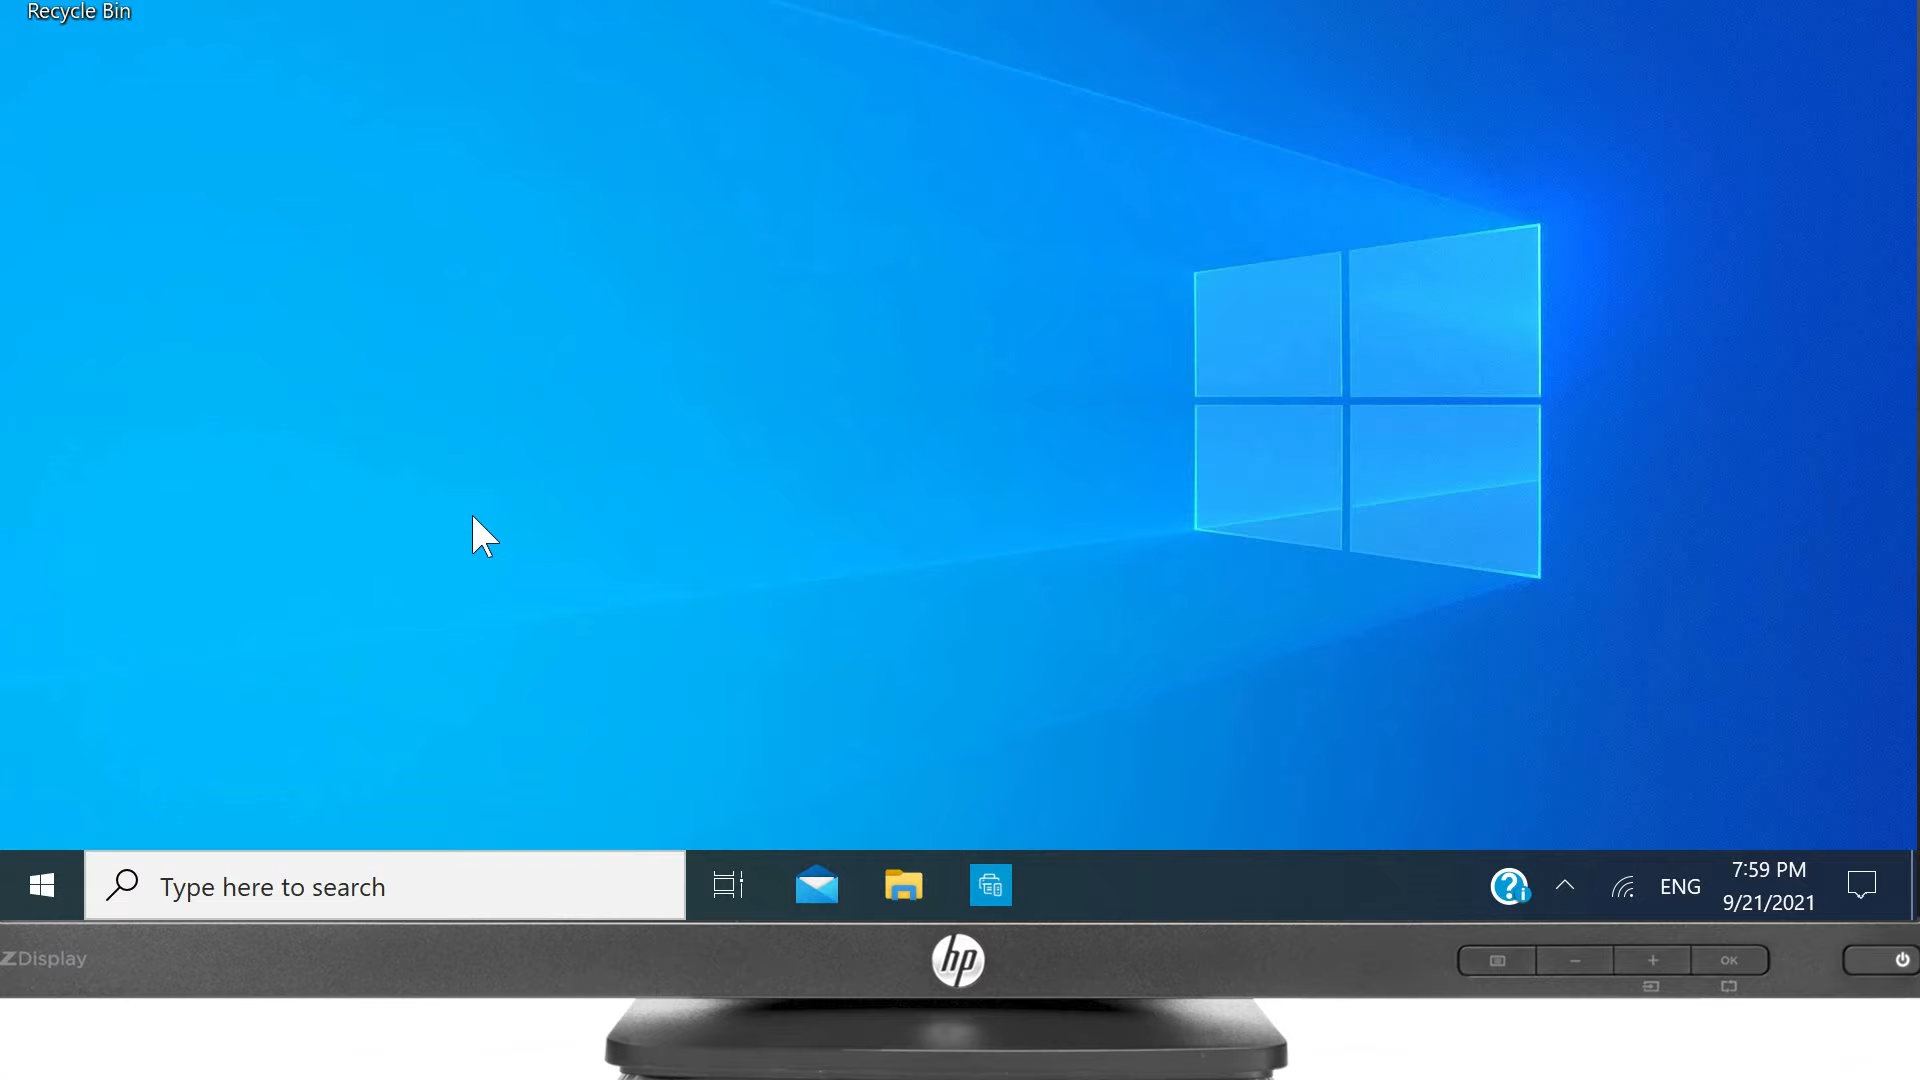 Recycle Bin
Type here to search
ENG
7:59 PM
9/21/2021
ZDisplay
hp
OK